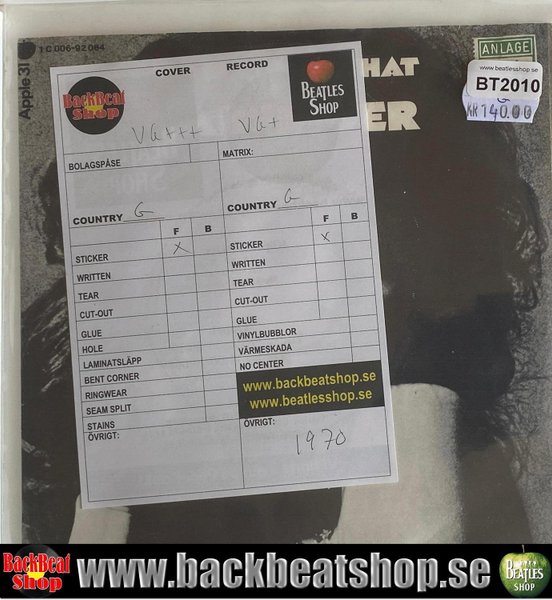 Apple 31
1 C 006-92 084
ANLAGE
www.beatlesshop.se
BT2010
G
KR 140.00
HAT
ER
BackBeat
Shop
COVER
RECORD
BEATLES
SHOP
VG+++
VG+
BOLAGSPÅSE
MATRIX:
COUNTRY G
COUNTRY G
F B
F B
STICKER X
STICKER X
WRITTEN
WRITTEN
TEAR
TEAR
CUT-OUT
CUT-OUT
GLUE
GLUE
HOLE
VINYLBUBBLOR
LAMINATSLÄPP
VÄRMESKADA
BENT CORNER
NO CENTER
RINGWEAR
SEAM SPLIT
STAINS
www.backbeatshop.se
www.beatlesshop.se
ÖVRIGT:
ÖVRIGT:
1970
BackBeat
Shop
www.backbeatshop.se
BEATLES
SHOP